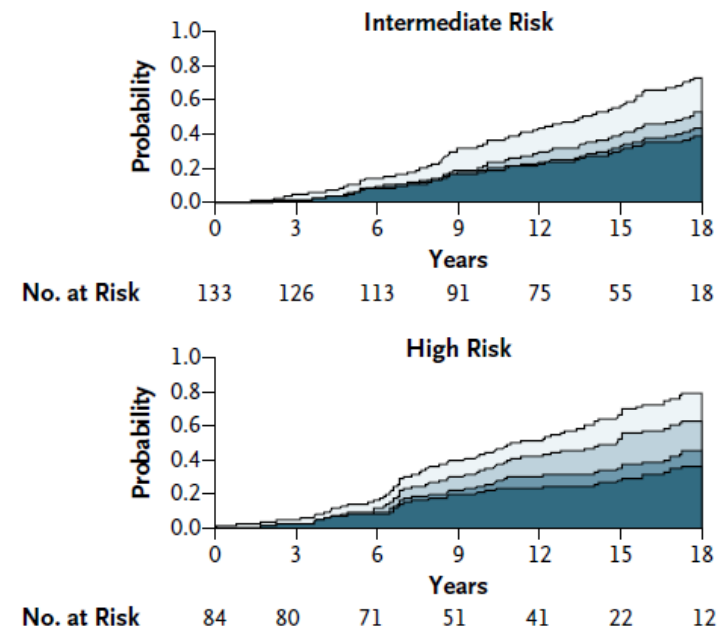 Intermediate Risk
Probability
1.0
0.8
0.6
0.4
0.2
0.0
0 3 6 9 12 15 18
Years
No. at Risk 133 126 113 91 75 55 18
High Risk
Probability
1.0
0.8
0.6
0.4
0.2
0.0
0 3 6 9 12 15 18
Years
No. at Risk 84 80 71 51 41 22 12